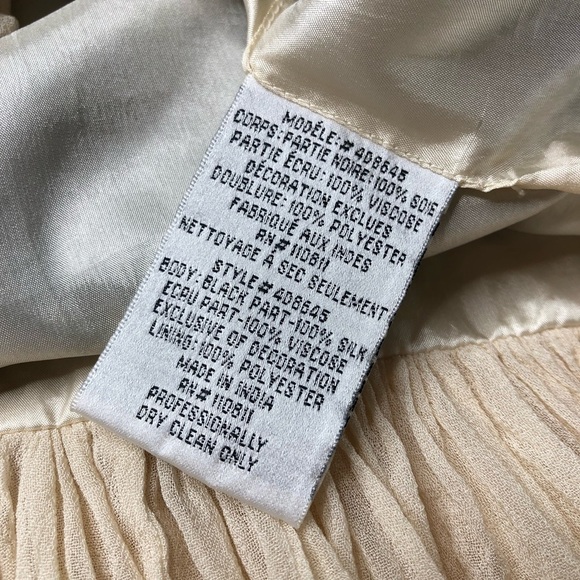 MODÉLE:# 4D8645
CORPS:PARTIE NOIRE:100% SOIE
PARTIE ÉCRU:100% VISCOSE
DÉCORATION EXCLUES
DOUBLURE: 100% POLYESTER
FABRIQUE AUX INDES
RN#110811
NETTOYAGE À SEC SEULEMENT
STYLE# 4D8645
BODY: BLACK PART-100% SILK
ECRU PART-100% VISCOSE
EXCLUSIVE OF DECORATION
LINING:100% POLYESTER
MADE IN INDIA
RN#110811
PROFESSIONALLY
DRY CLEAN ONLY